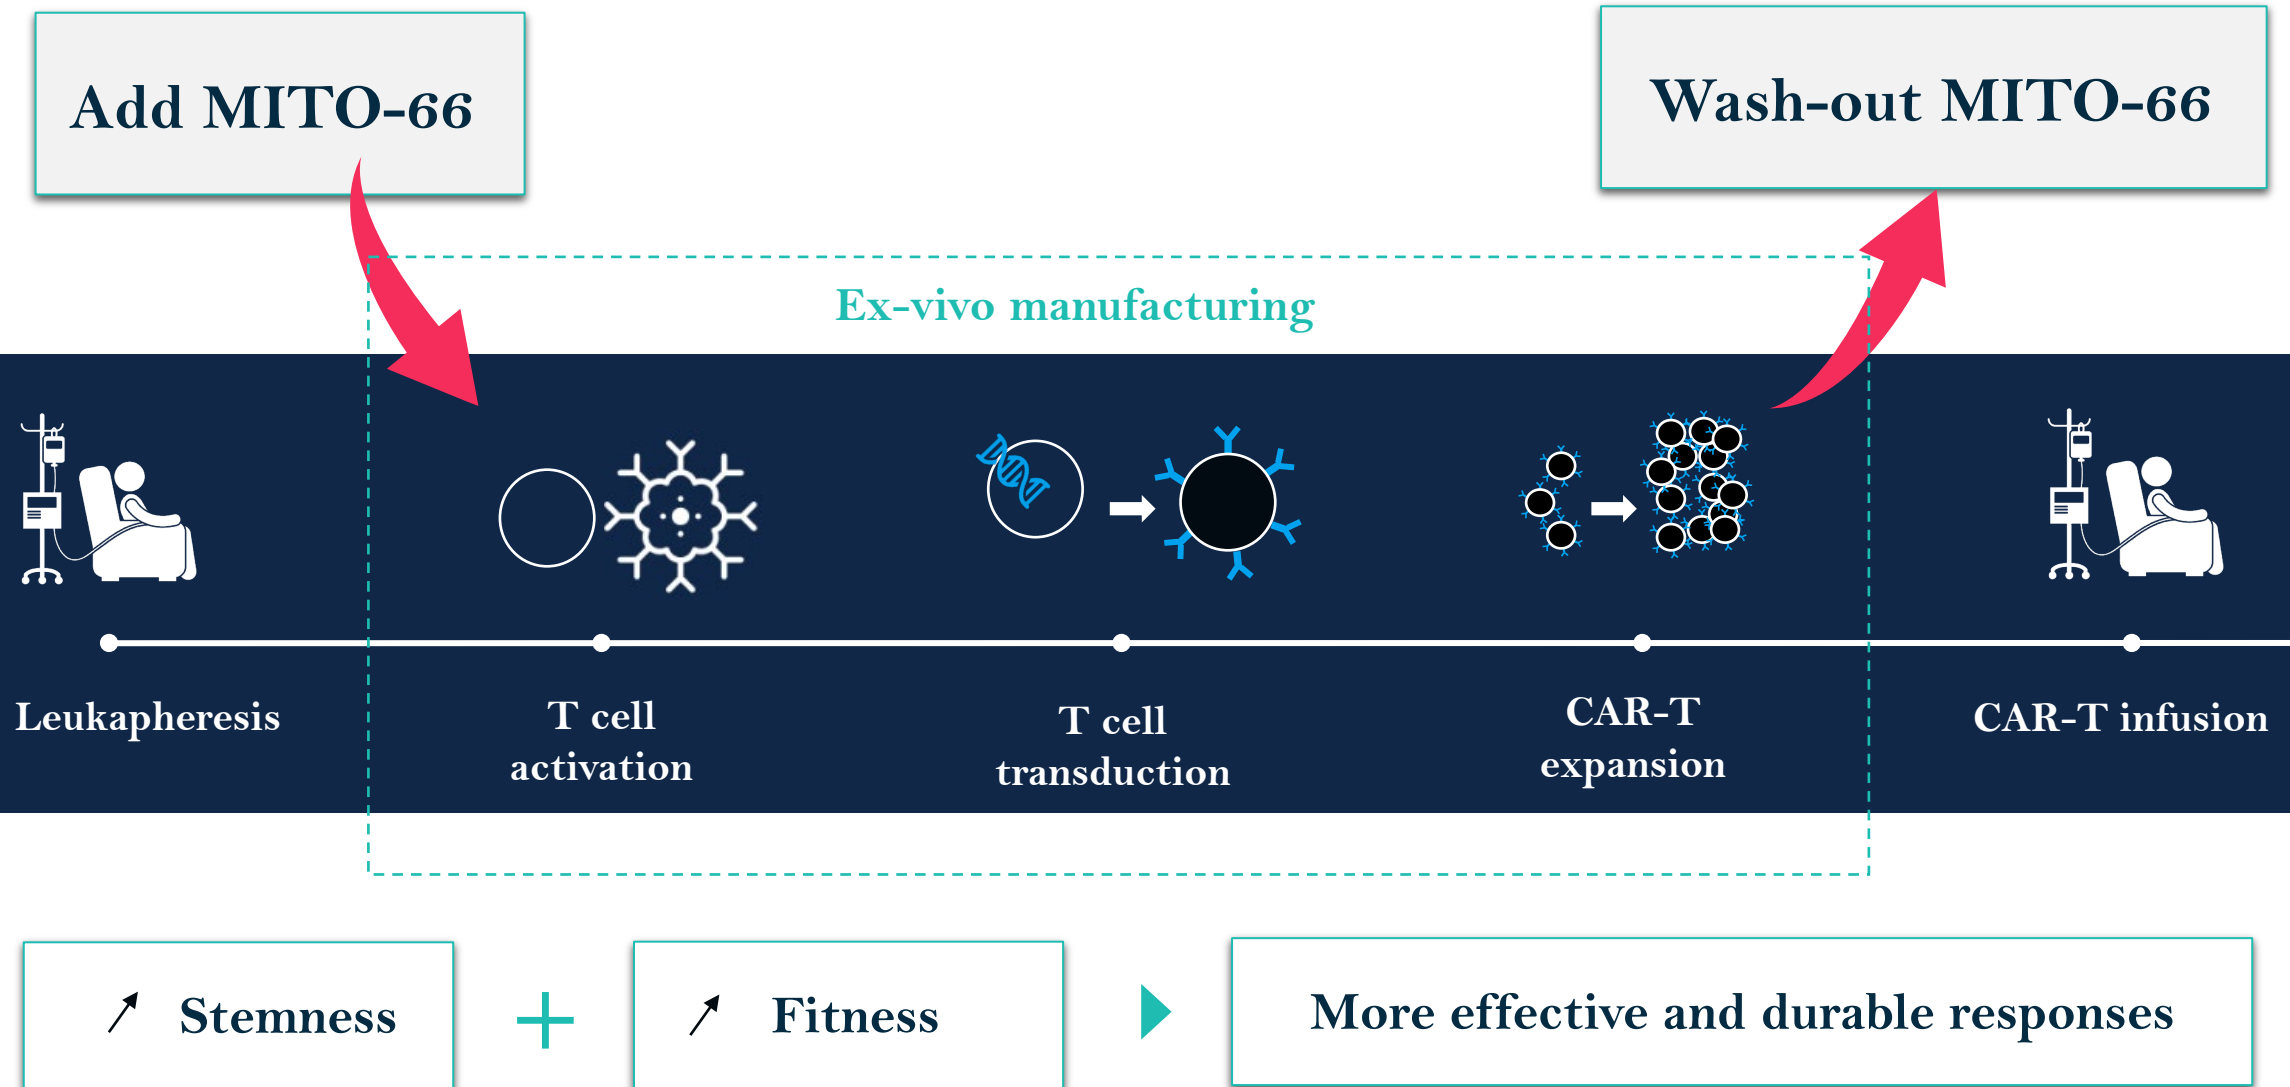 Add MITO-66
Wash-out MITO-66
Ex-vivo manufacturing
Leukapheresis
T cell
activation
T cell
transduction
CAR-T
expansion
CAR-T infusion
Stemness
+
Fitness
More effective and durable responses